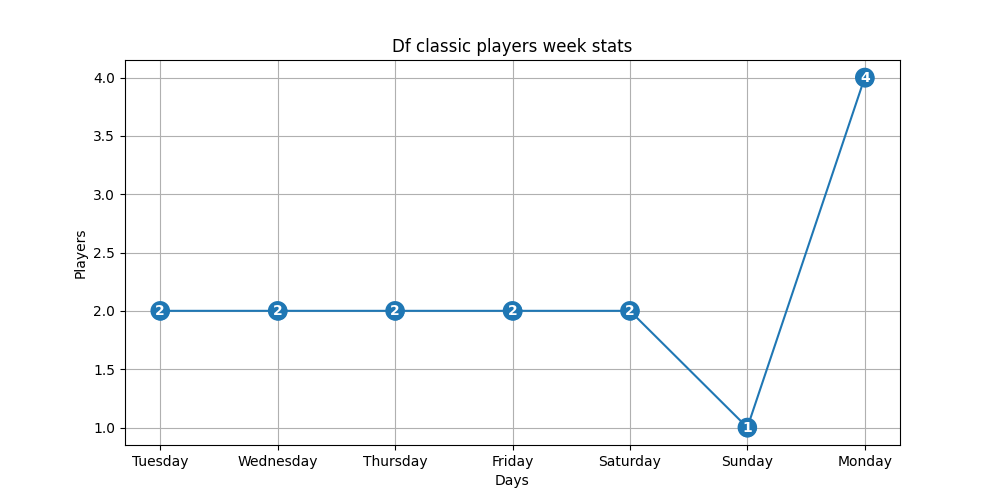 Df classic players week stats
4.0
3.5
3.0
2.5
2.0
1.5
1.0
Players
2 2 2 2 2 1 4
Tuesday Wednesday Thursday Friday Saturday Sunday Monday
Days